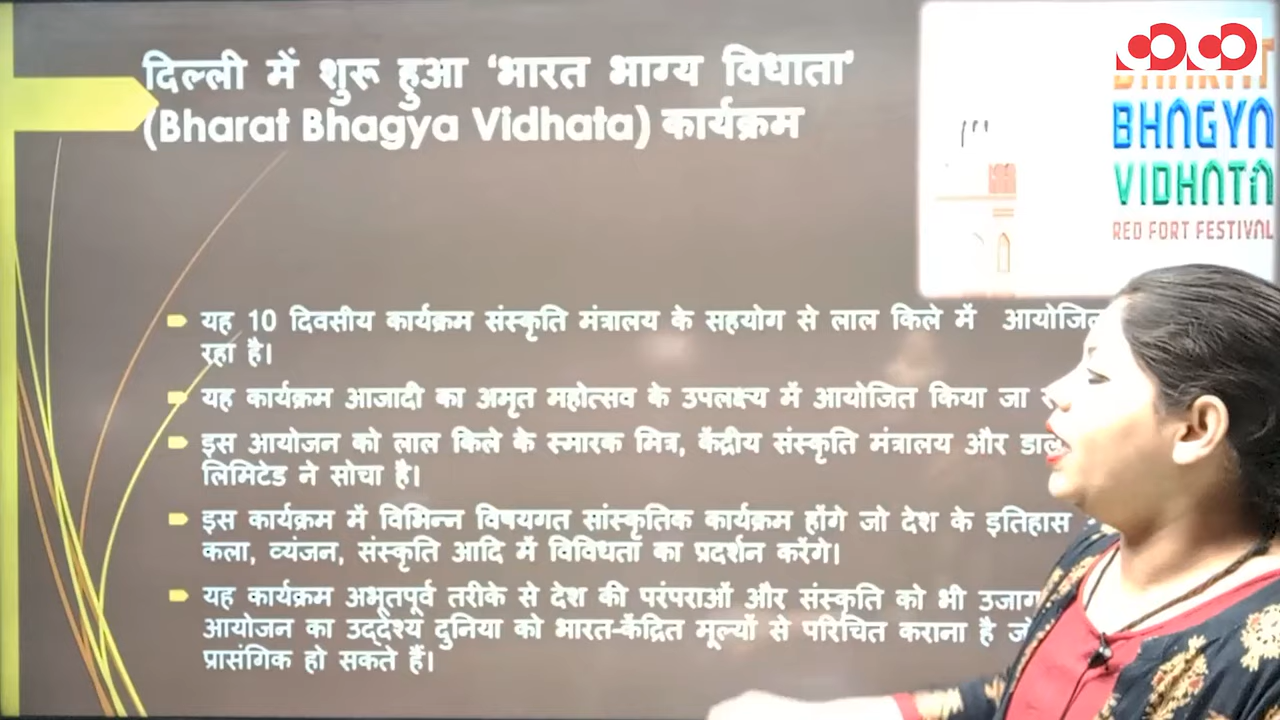 दिल्ली में शुरू हुआ ‘भारत भाग्य विधाता’
(Bharat Bhagya Vidhata) कार्यक्रम
BHAGYA
VIDHATA
RED FORT FESTIVAL
यह 10 दिवसीय कार्यक्रम संस्कृति मंत्रालय के सहयोग से लाल किले में
रहा है।
यह कार्यक्रम आजादी का अमृत महोत्सव के उपलक्ष्य में आयोजित किया जा
इस आयोजन को लाल किले के स्मारक मित्र, केंद्रीय संस्कृति मंत्रालय और
लिमिटेड ने सोचा है।
इस कार्यक्रम में विभिन्न विषयगत सांस्कृतिक कार्यक्रम होंगे जो देश के इतिहास
कला, व्यंजन, संस्कृति आदि में विविधता का प्रदर्शन करेंगे।
यह कार्यक्रम अभूतपूर्व तरीके से देश की परंपराओं और संस्कृति को भी
आयोजन का उद्देश्य दुनिया को भारत-केंद्रित मूल्यों से परिचित कराना है
प्रासंगिक हो सकते हैं।